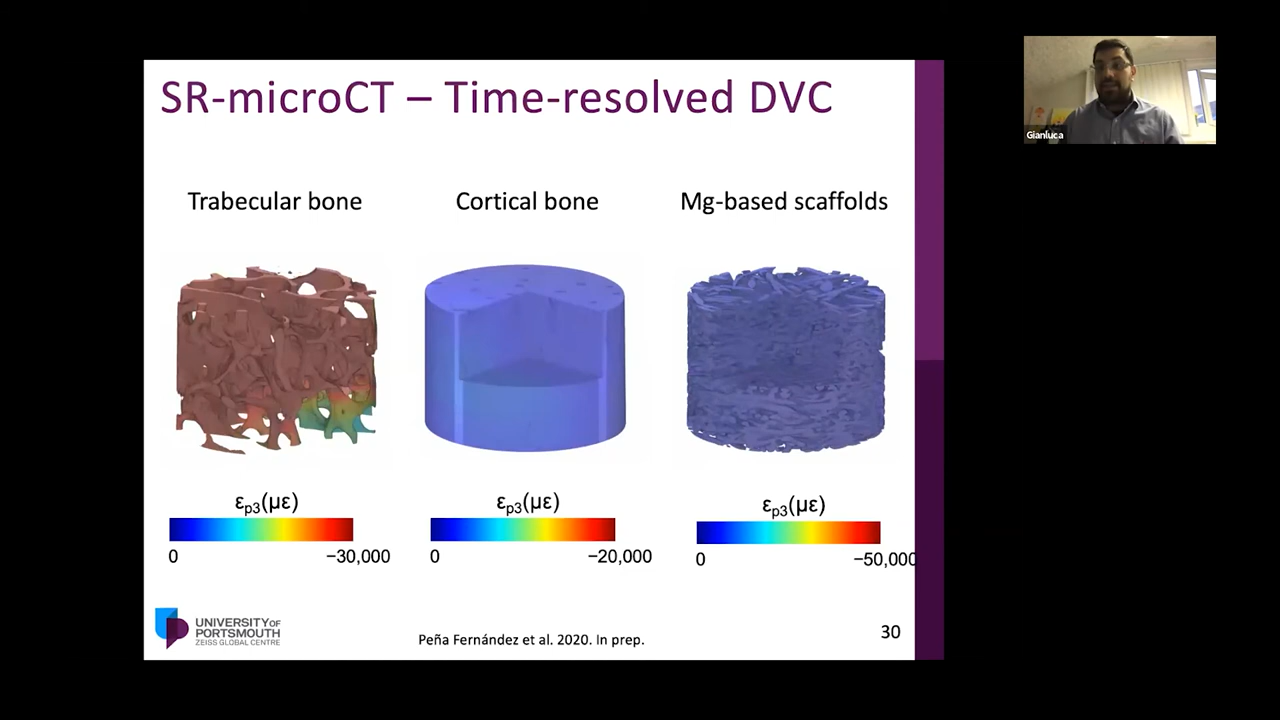 SR-microCT – Time-resolved DVC
Gianluca
Trabecular bone
Cortical bone
Mg-based scaffolds
εp3(με)
εp3(με)
εp3(με)
0
−30,000
0
−20,000
0
−50,000
UNIVERSITY OF
PORTSMOUTH
ZEISS GLOBAL CENTRE
Peña Fernández et al. 2020. In prep.
30